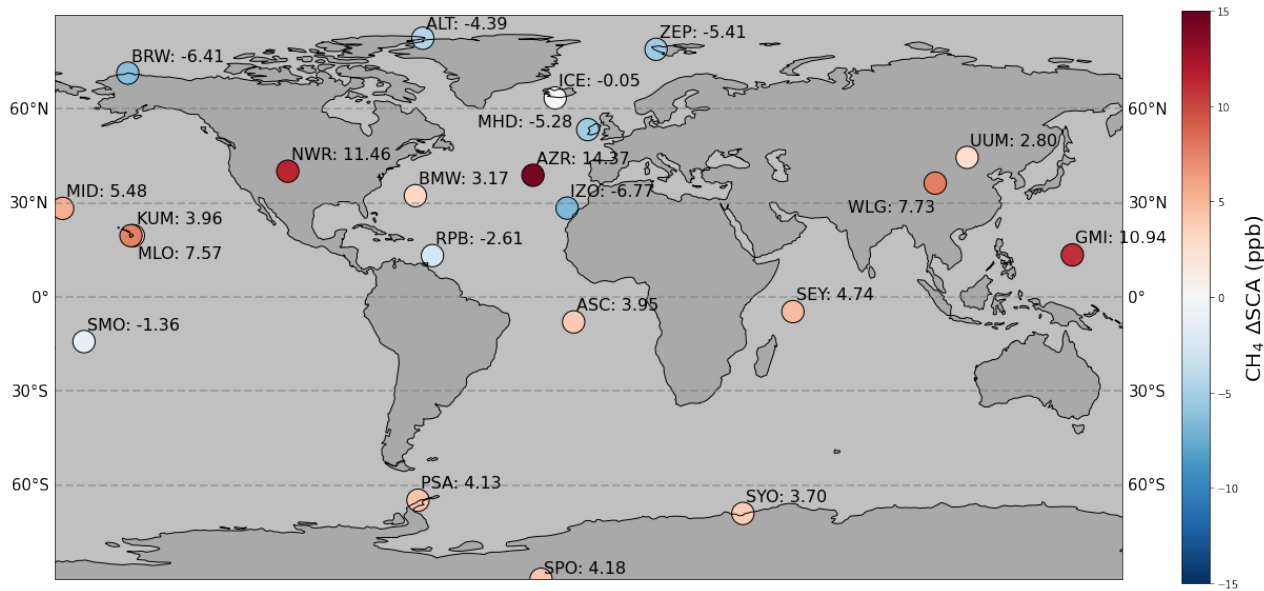 ALT: -4.39
ZEP: -5.41
BRW: -6.41
ICE: -0.05
60°N
60°N
MHD: -5.28
UUM: 2.80
NWR: 11.46
AZR: 14.37
BMW: 3.17
IZO: -6.77
MID: 5.48
30°N
30°N
WLG: 7.73
KUM: 3.96
MLO: 7.57
RPB: -2.61
GMI: 10.94
0°
0°
SEY: 4.74
ASC: 3.95
SMO: -1.36
30°S
30°S
60°S
60°S
PSA: 4.13
SYO: 3.70
SPO: 4.18
15
10
5
0
−5
−10
−15
CH₄ ΔSCA (ppb)